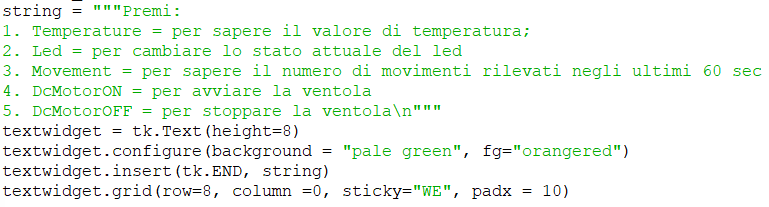 string = """Premi:
1. Temperature = per sapere il valore di temperatura;
2. Led = per cambiare lo stato attuale del led
3. Movement = per sapere il numero di movimenti rilevati negli ultimi 60 sec
4. DcMotorON = per avviare la ventola
5. DcMotorOFF = per stoppare la ventola\n"""
textwidget = tk.Text(height=8)
textwidget.configure(background = "pale green", fg="orangered")
textwidget.insert(tk.END, string)
textwidget.grid(row=8, column =0, sticky="WE", padx = 10)